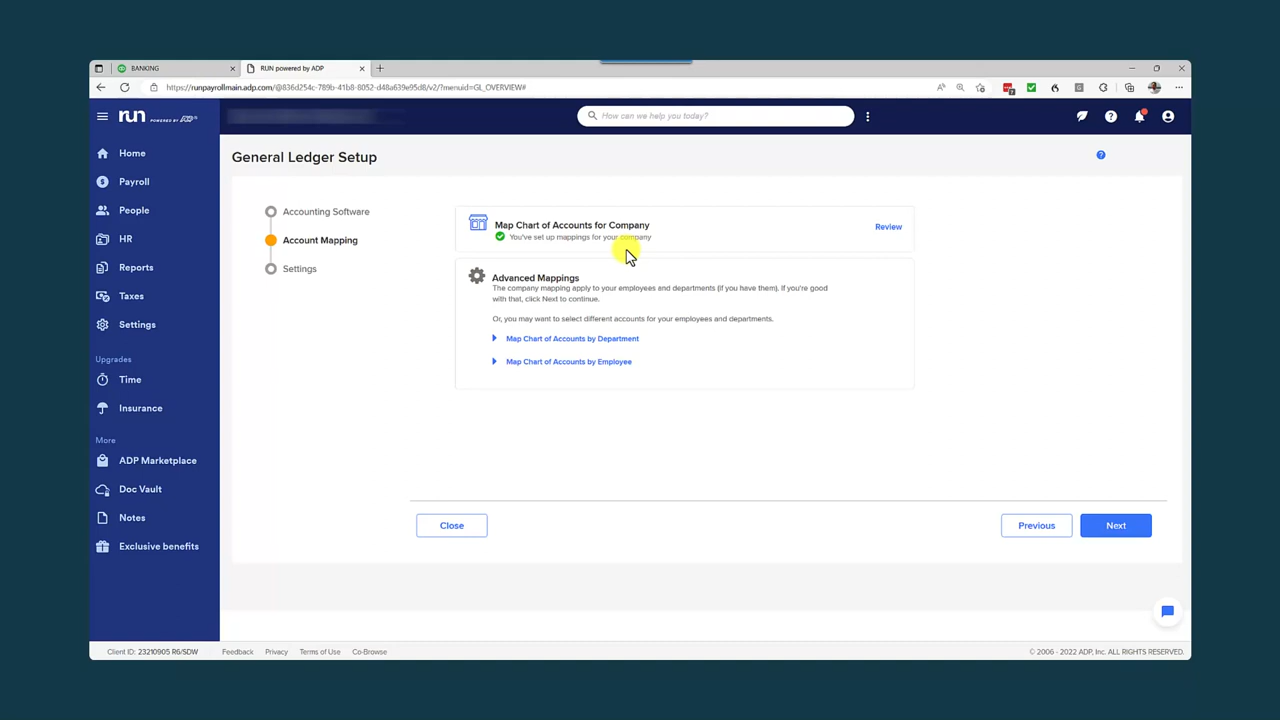 BANKING
RUN powered by ADP
https://runpayrollmain.adp.com/@836d254c-789b-41b8-8052-d48a639e95d8/v2/?menuid=GL_OVERVIEW#
run POWERED BY ADP
How can we help you today?
Home
Payroll
People
HR
Reports
Taxes
Settings
Upgrades
Time
Insurance
More
ADP Marketplace
Doc Vault
Notes
Exclusive benefits
General Ledger Setup
Accounting Software
Account Mapping
Settings
Map Chart of Accounts for Company
You've set up mappings for your company
Review
Advanced Mappings
The company mapping apply to your employees and departments (if you have them). If you're good
with that, click Next to continue.
Or, you may want to select different accounts for your employees and departments.
Map Chart of Accounts by Department
Map Chart of Accounts by Employee
Close
Previous
Next
Client ID: 23210905 R6/SDW
Feedback
Privacy
Terms of Use
Co-Browse
© 2006 - 2022 ADP, Inc. ALL RIGHTS RESERVED.